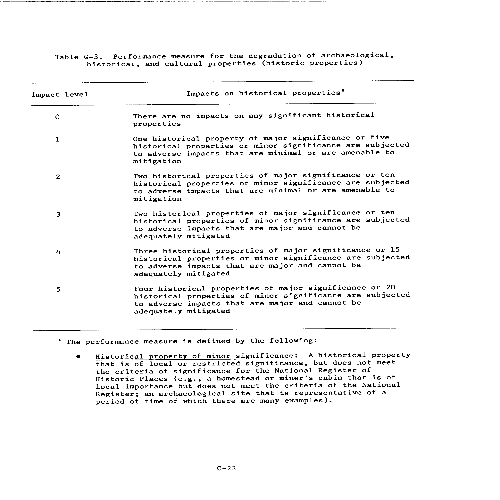 Table G-3. Performance measure for the degradation of archaeological,
historical, and cultural properties (historic properties)
Impact level Impacts on historical properties*
0 There are no impacts on any significant historical
properties
1 One historical property of major significance or five
historical properties of minor significance are subjected
to adverse impacts that are minimal or are amenable to
mitigation
2 Two historical properties of major significance or ten
historical properties of minor significance are subjected
to adverse impacts that are minimal or are amenable to
mitigation
3 Two historical properties of major significance or ten
historical properties of minor significance are subjected
to adverse impacts that are major and cannot be
adequately mitigated
4 Three historical properties of major significance or 15
historical properties of minor significance are subjected
to adverse impacts that are major and cannot be
adequately mitigated
5 Four historical properties of major significance or 20
historical properties of minor significance are subjected
to adverse impacts that are major and cannot be
adequately mitigated
* The performance measure is defined by the following:
● Historical property of minor significance: A historical property
that is of local or restricted significance, but does not meet
the criteria of significance for the National Register of
Historic Places (e.g., a homestead or miner's cabin that is of
local importance but does not meet the criteria of the National
Register; an archaeological site that is representative of a
period of time of which there are many examples).